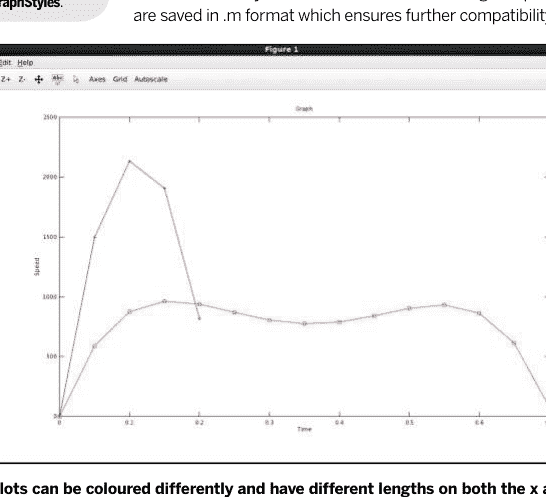 raphStyles.
are saved in .m format which ensures further compatibility
Figure 1
Edit Help
Z+ Z- Abc Axes Grid Autoscale
Graph
2500
2000
1500
1000
500
0
Speed
0 0.1 0.2 0.3 0.4 0.5 0.6
Time
lots can be coloured differently and have different lengths on both the x a